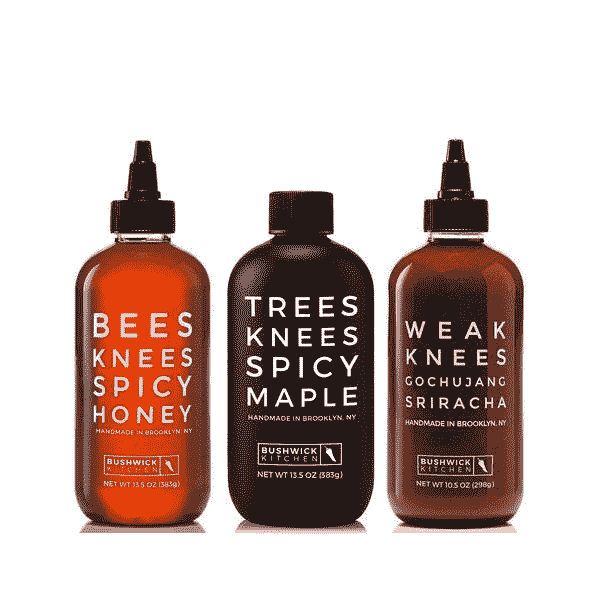 BEES
KNEES
SPICY
HONEY
HANDMADE IN BROOKLYN, NY
BUSHWICK
KITCHEN
NET WT 13.5 OZ (383g)
TREES
KNEES
SPICY
MAPLE
HANDMADE IN BROOKLYN, NY
BUSHWICK
KITCHEN
NET WT 13.5 OZ (383g)
WEAK
KNEES
GOCHUJANG
SRIRACHA
HANDMADE IN BROOKLYN, NY
BUSHWICK
KITCHEN
NET WT 10.5 OZ (298g)